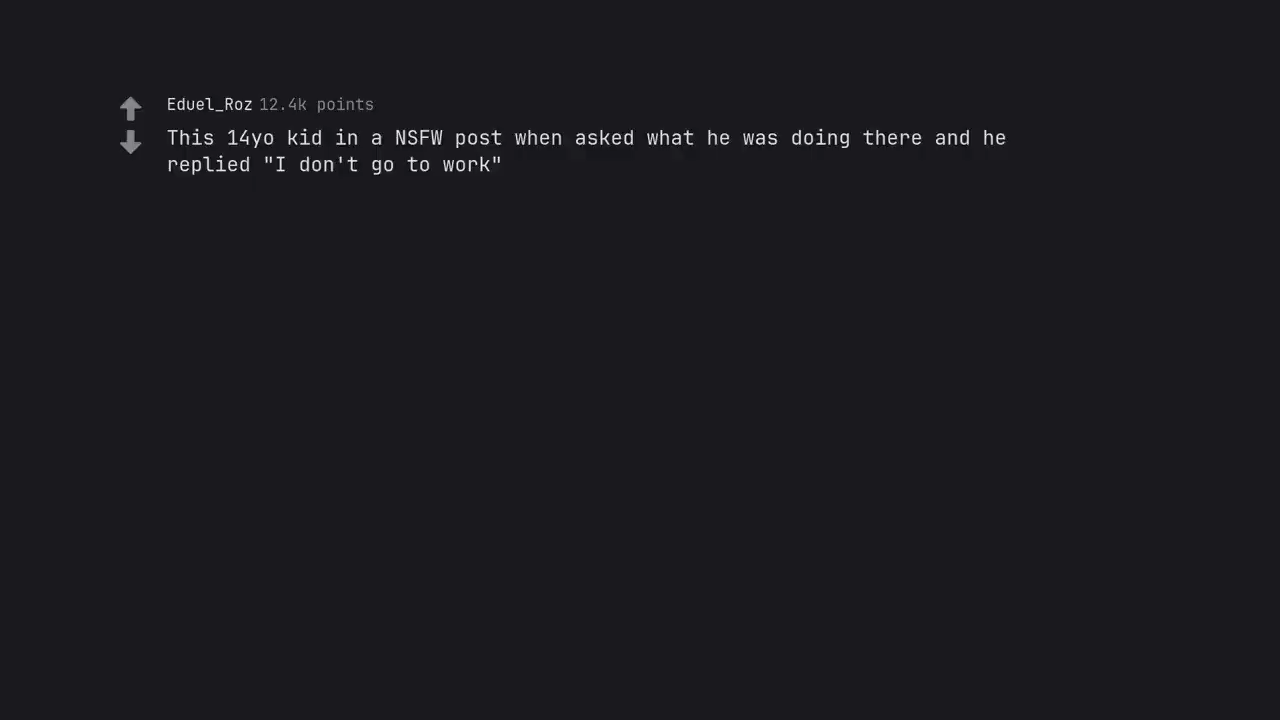 Eduel_Roz 12.4k points
This 14yo kid in a NSFW post when asked what he was doing there and he
replied "I don't go to work"